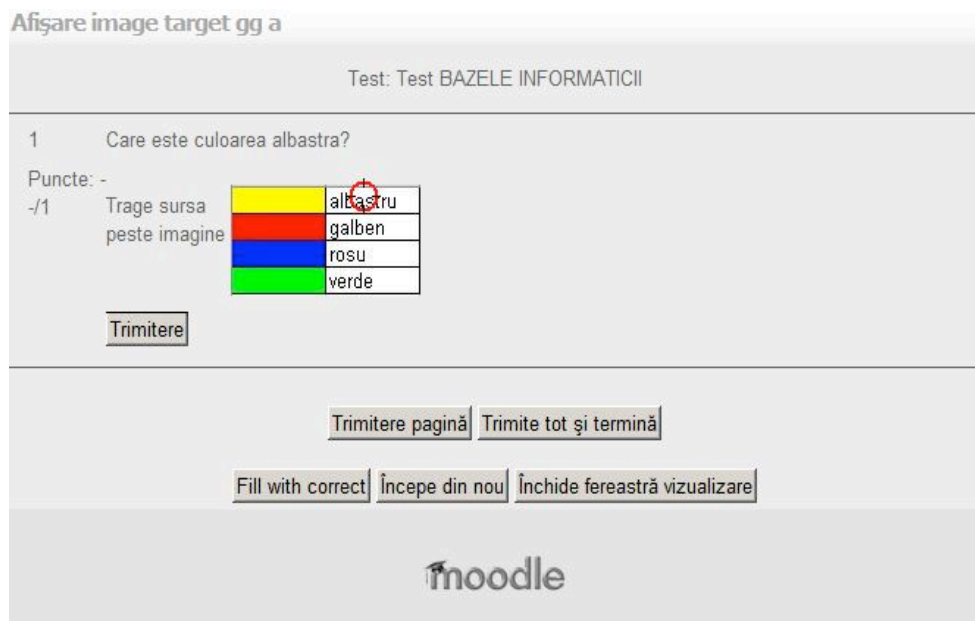 Afişare image target gg a
Test: Test BAZELE INFORMATICII
1 Care este culoarea albastra?
Puncte: -
-/1
Trage sursa
peste imagine
albastru
galben
rosu
verde
Trimitere
Trimitere pagină Trimite tot şi termină
Fill with correct Începe din nou Închide fereastră vizualizare
moodle